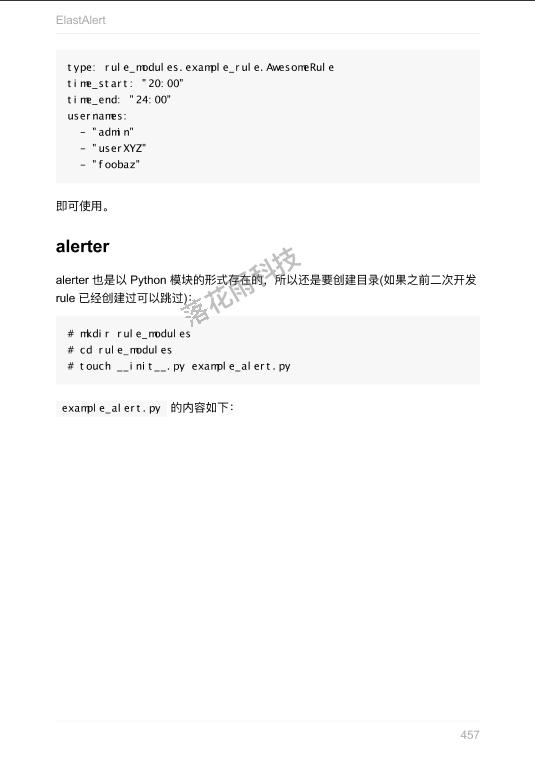 ElastAlert
type: rule_modules.example_rule.AwesomeRule
time_start: "20:00"
time_end: "24:00"
usernames:
- "admin"
- "userXYZ"
- "foobaz"
即可使用。
alerter
alerter 也是以 Python 模块的形式存在的，所以还是要创建目录(如果之前二次开发
rule 已经创建过可以跳过)：
落花雨科技
# mkdir rule_modules
# cd rule_modules
# touch __init__.py example_alert.py
example_alert.py 的内容如下：
457